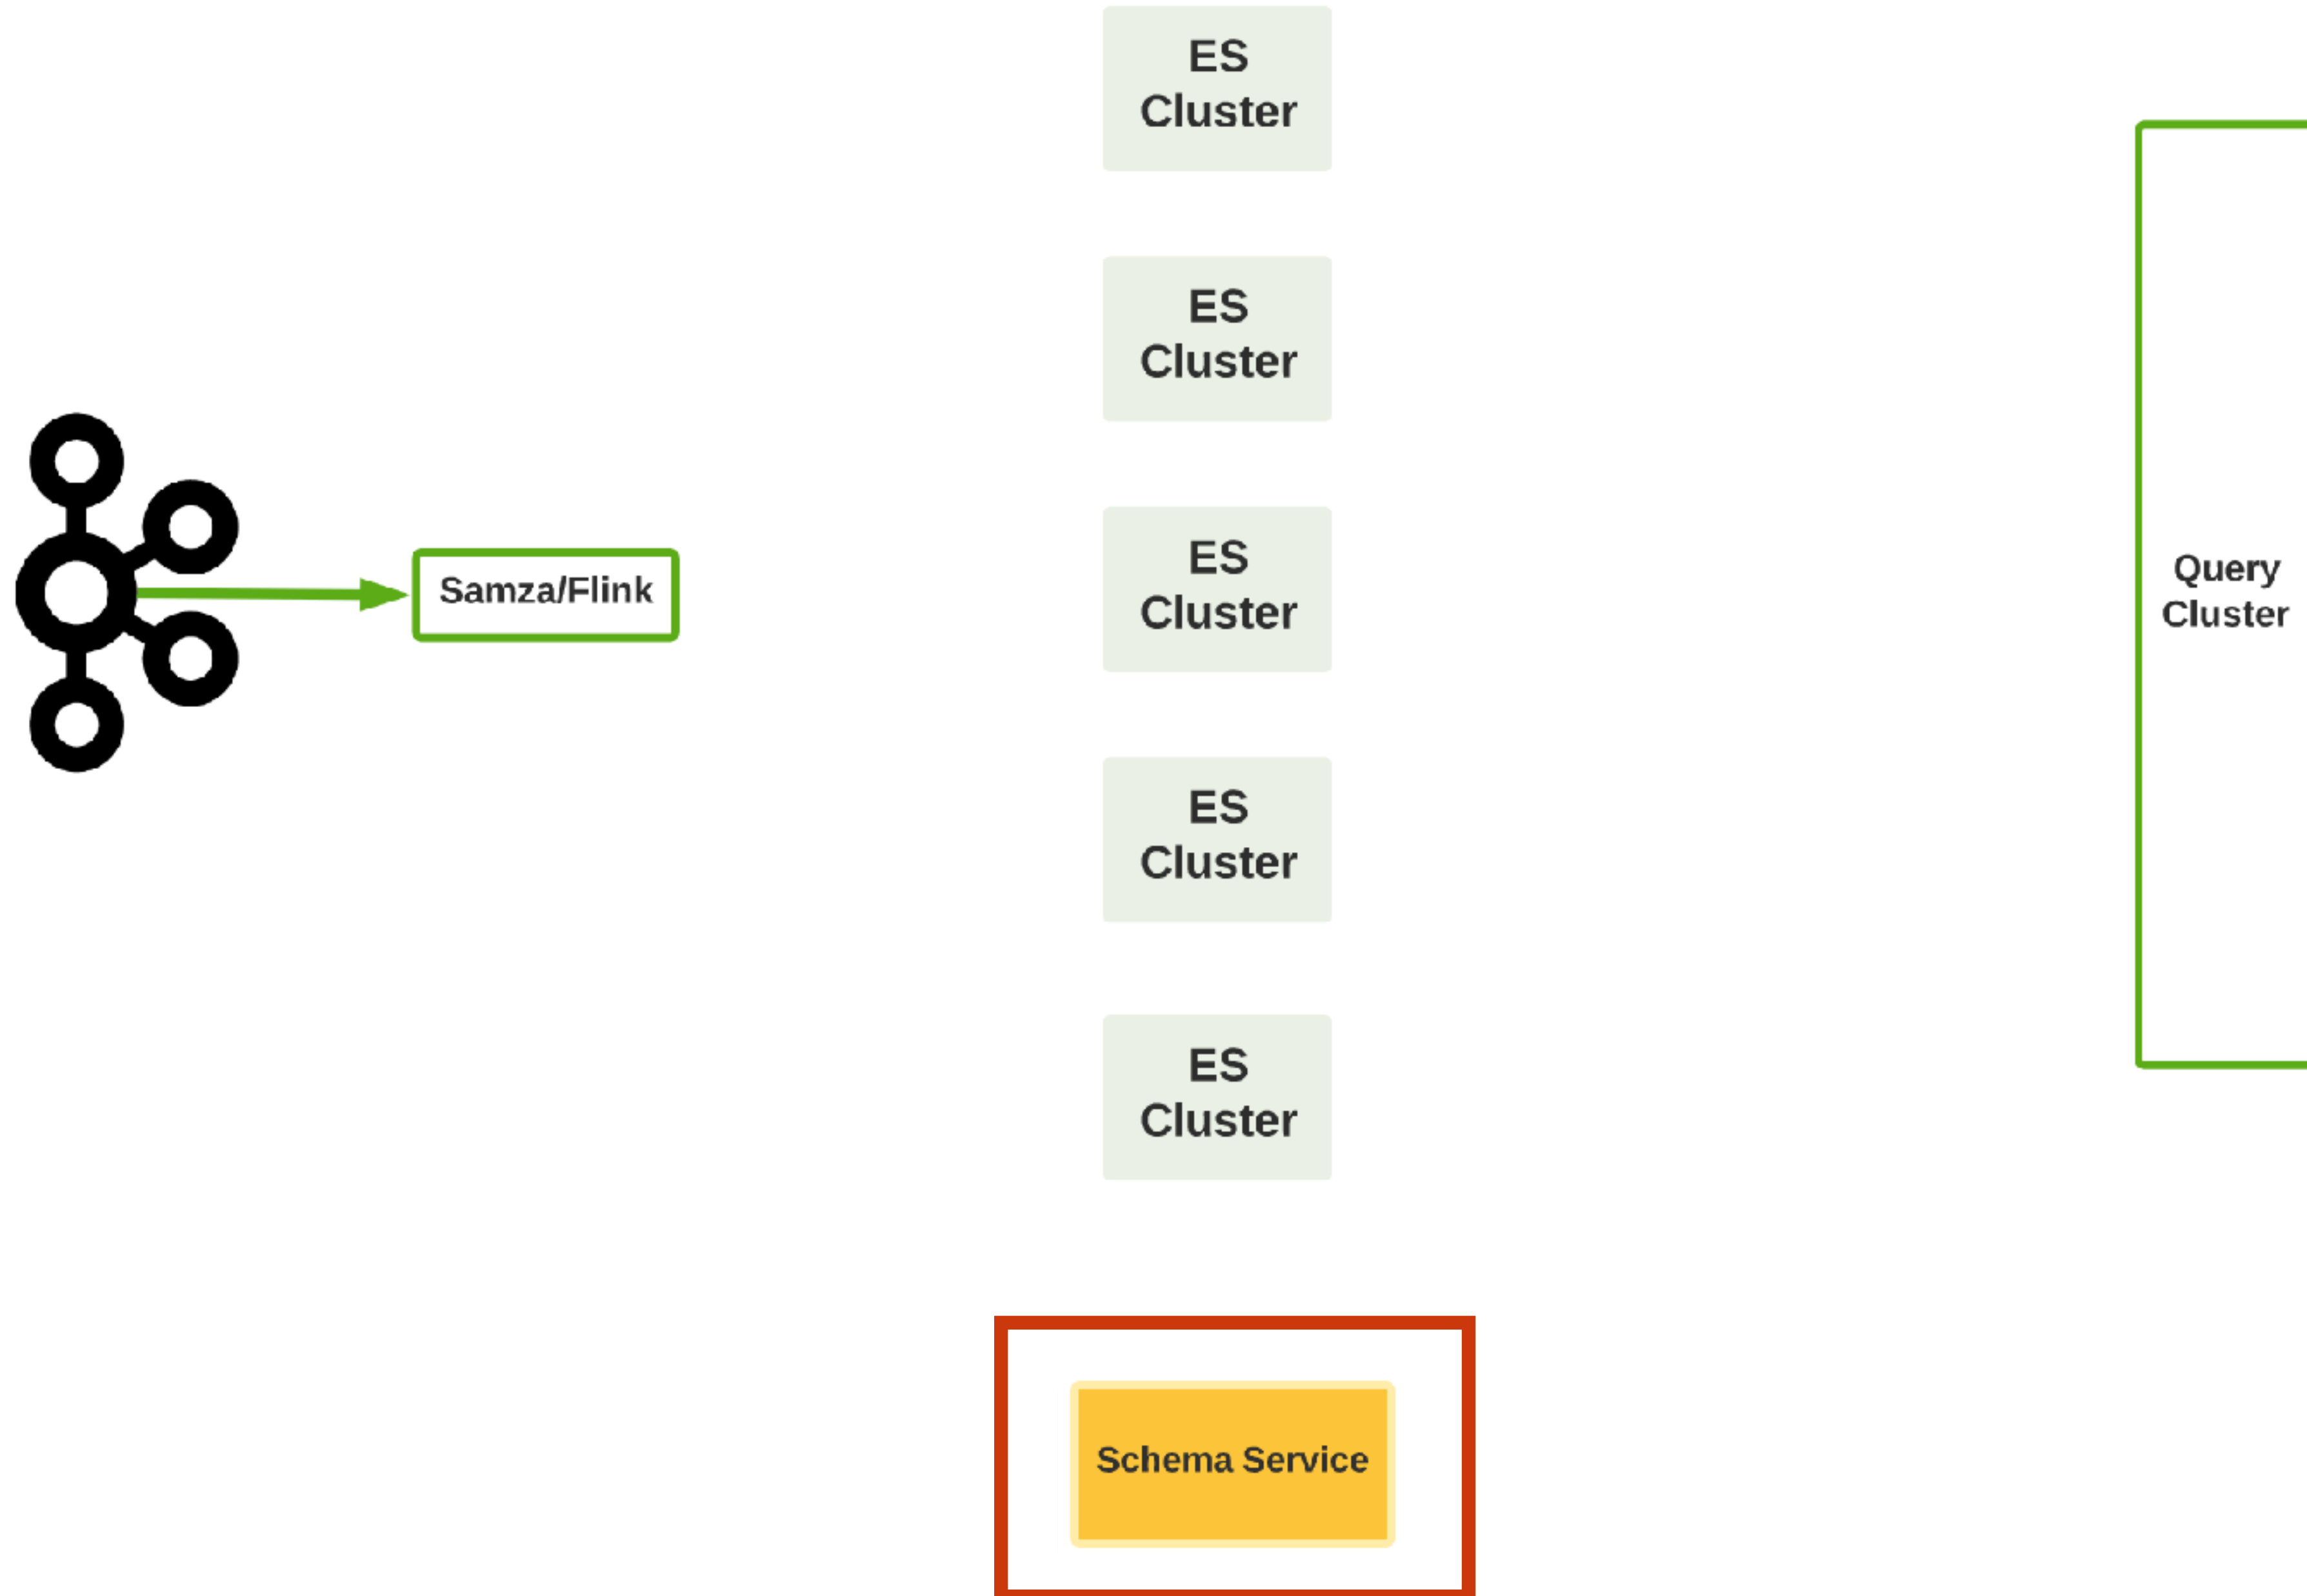 ES
Cluster
ES
Cluster
Samza/Flink
ES
Cluster
Query
Cluster
ES
Cluster
ES
Cluster
Schema Service